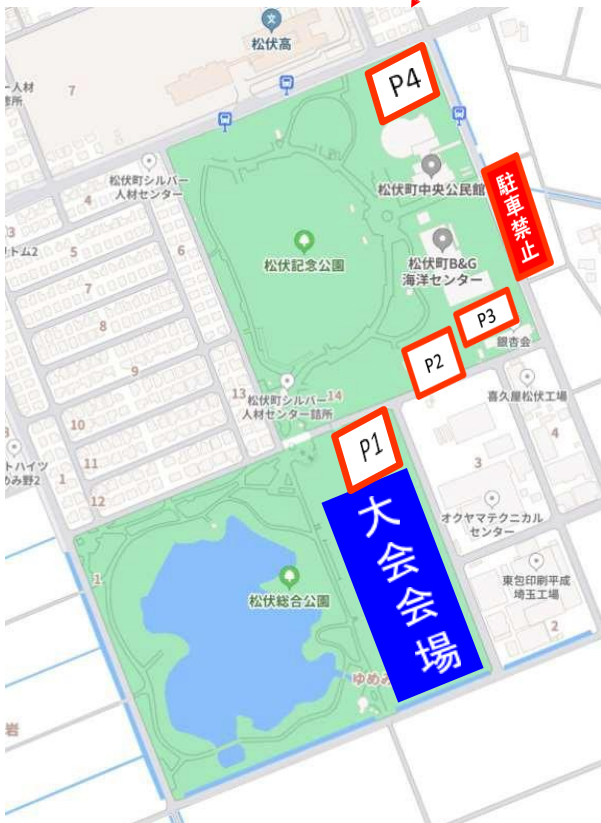 松伏高
人材
7
P4
松伏町シルバー
人材センター
4
松伏町中央公民館
駐車禁止
トム2
5
6
松伏記念公園
松伏町B&G
海洋センター
7
8
P3
銀杏会
9
P2
13
松伏町シルバー
人材センター詰所
14
喜久屋松伏工場
10
P1
4
トハイツ
み野2
1
11
3
12
大会会場
オクヤマテクニカル
センター
1
松伏総合公園
東包印刷平成
埼玉工場
2
ゆめみ
岩